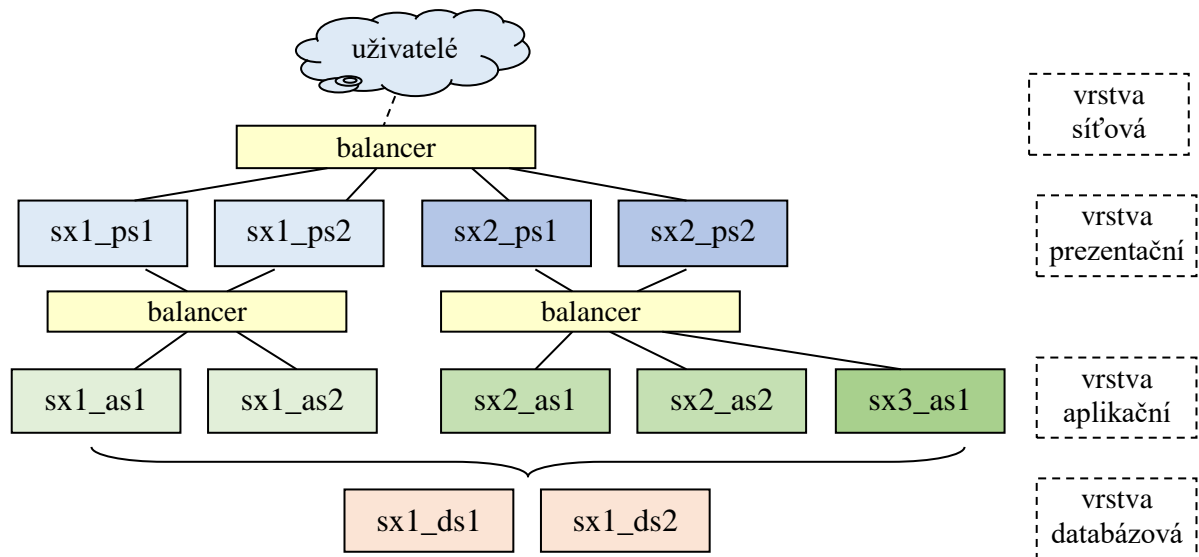 uživatelé
vrstva
síťová
balancer
sx1_ps1
sx1_ps2
sx2_ps1
sx2_ps2
vrstva
prezentační
balancer
balancer
sx1_as1
sx1_as2
sx2_as1
sx2_as2
sx3_as1
vrstva
aplikační
sx1_ds1
sx1_ds2
vrstva
databázová